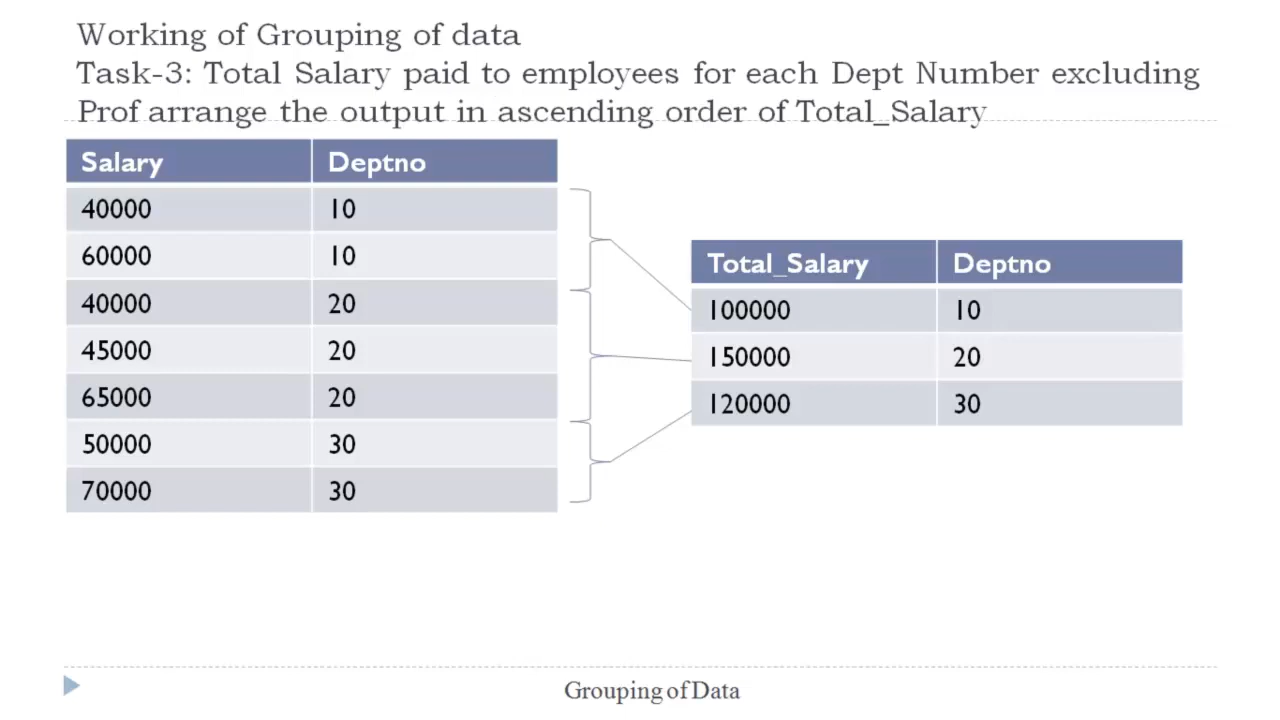 Working of Grouping of data
Task-3: Total Salary paid to employees for each Dept Number excluding
Prof arrange the output in ascending order of Total_Salary
Salary Deptno
40000 10
60000 10
40000 20
45000 20
65000 20
50000 30
70000 30
Total_Salary Deptno
100000 10
150000 20
120000 30
Grouping of Data